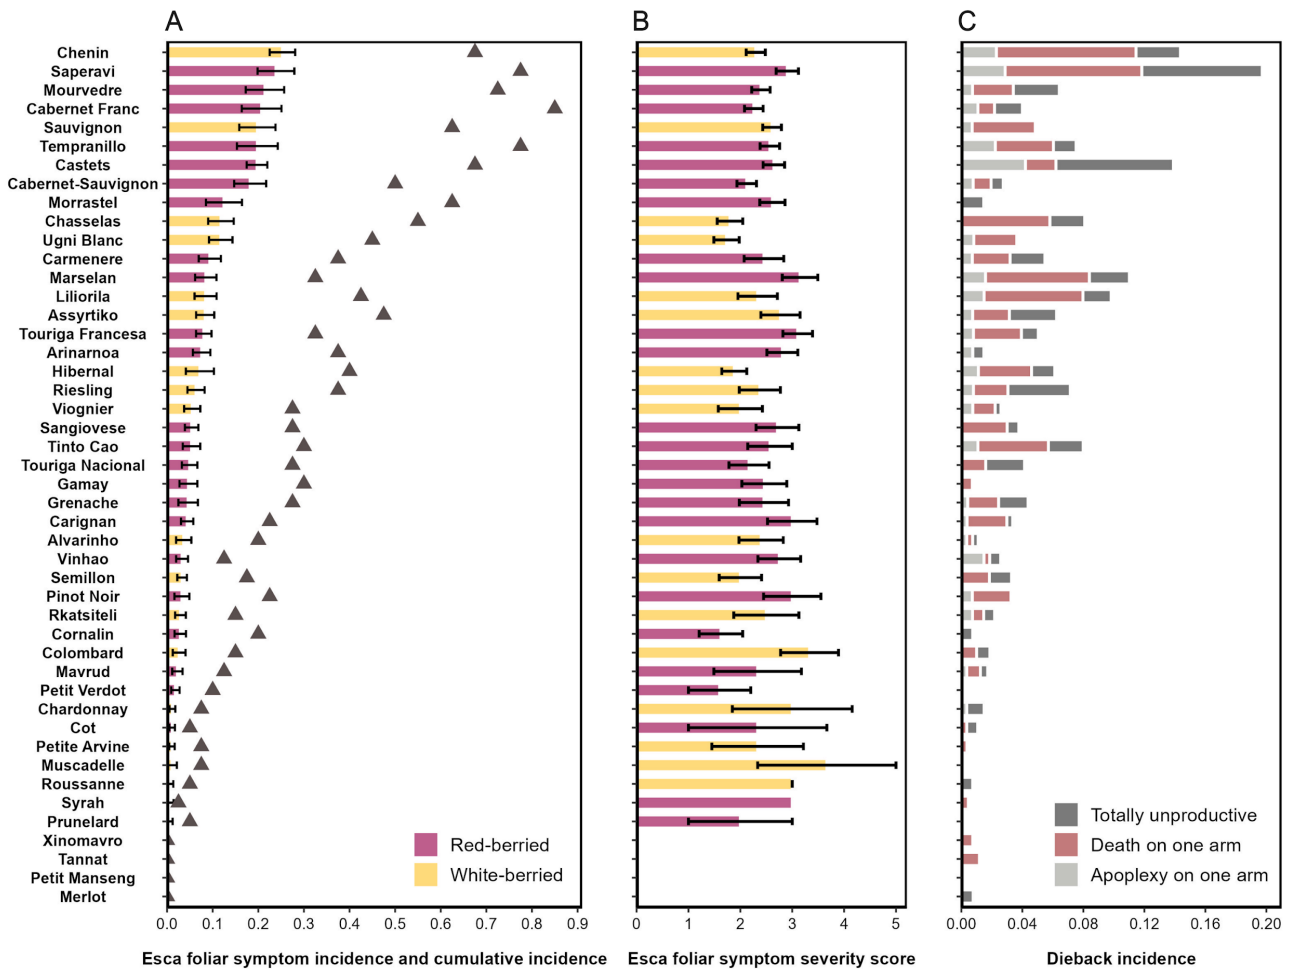 A
B
C
Chenin
Saperavi
Mourvedre
Cabernet Franc
Sauvignon
Tempranillo
Castets
Cabernet-Sauvignon
Morrastel
Chasselas
Ugni Blanc
Carmenere
Marselan
Liliorila
Assyrtiko
Touriga Francesa
Arinarnoa
Hibernal
Riesling
Viognier
Sangiovese
Tinto Cao
Touriga Nacional
Gamay
Grenache
Carignan
Alvarinho
Vinhao
Semillon
Pinot Noir
Rkatsiteli
Cornalin
Colombard
Mavrud
Petit Verdot
Chardonnay
Cot
Petite Arvine
Muscadelle
Roussanne
Syrah
Prunelard
Xinomavro
Tannat
Petit Manseng
Merlot
Red-berried
White-berried
Totally unproductive
Death on one arm
Apoplexy on one arm
0.0 0.1 0.2 0.3 0.4 0.5 0.6 0.7 0.8 0.9
0 1 2 3 4 5
0.00 0.04 0.08 0.12 0.16 0.20
Esca foliar symptom incidence and cumulative incidence
Esca foliar symptom severity score
Dieback incidence